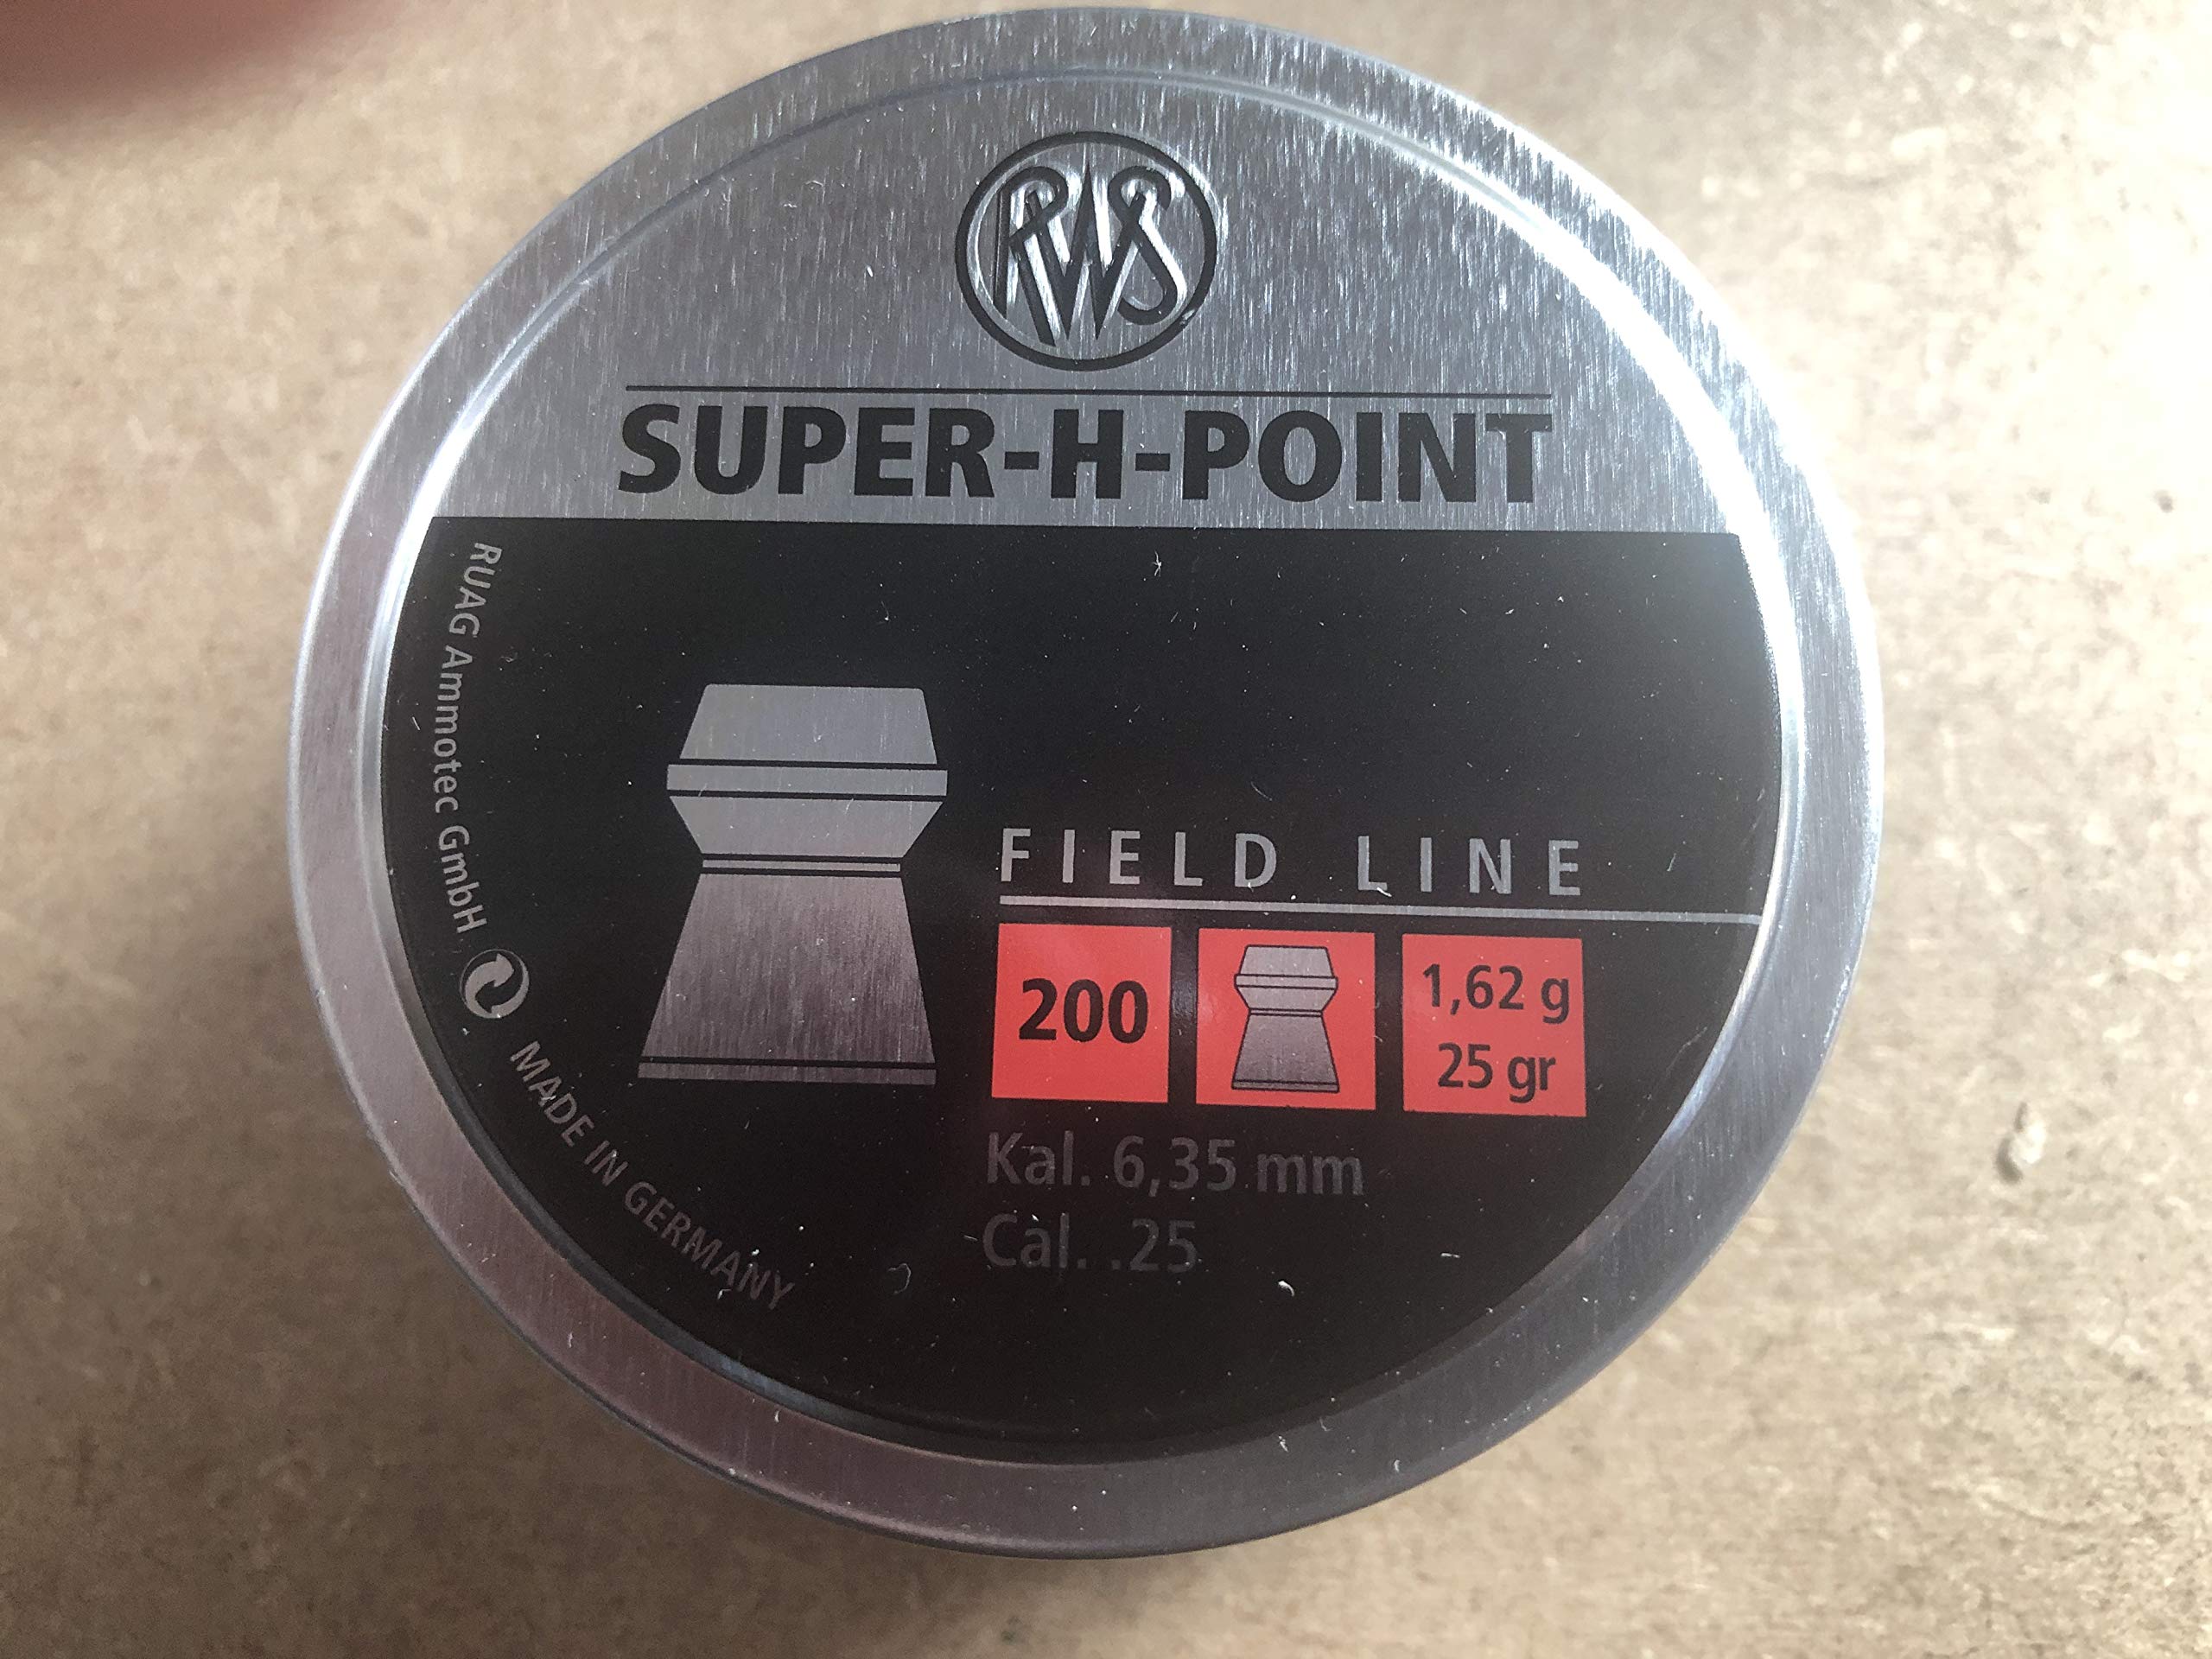 RWS
SUPER-H-POINT
RUAG Ammotec GmbH
MADE IN GERMANY
FIELD LINE
200
1,62 g
25 gr
Kal. 6,35 mm
Cal. .25